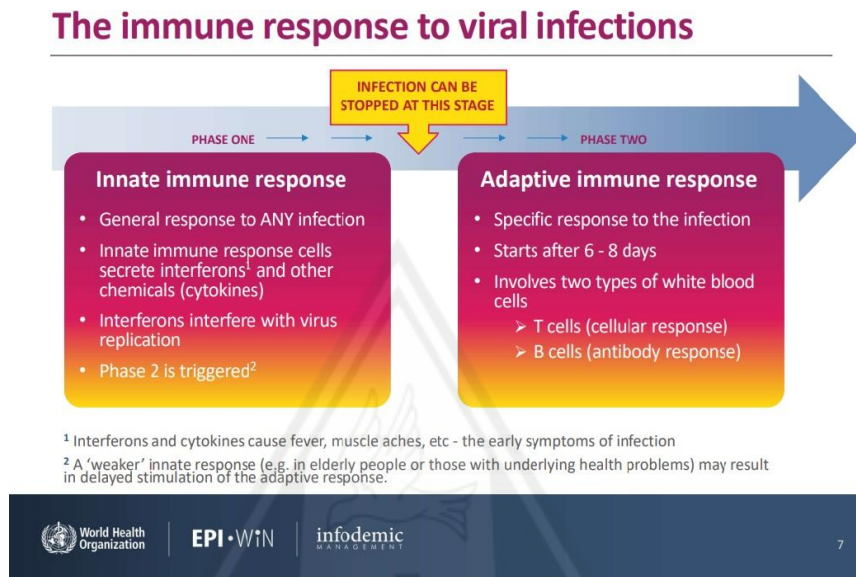 The immune response to viral infections
INFECTION CAN BE
STOPPED AT THIS STAGE
PHASE ONE
PHASE TWO
Innate immune response
• General response to ANY infection
• Innate immune response cells
secrete interferons¹ and other
chemicals (cytokines)
• Interferons interfere with virus
replication
• Phase 2 is triggered²
Adaptive immune response
• Specific response to the infection
• Starts after 6 - 8 days
• Involves two types of white blood
cells
➢ T cells (cellular response)
➢ B cells (antibody response)
¹ Interferons and cytokines cause fever, muscle aches, etc - the early symptoms of infection
² A ‘weaker’ innate response (e.g. in elderly people or those with underlying health problems) may result
in delayed stimulation of the adaptive response.
World Health
Organization
EPI•WiN
infodemic
MANAGEMENT
7